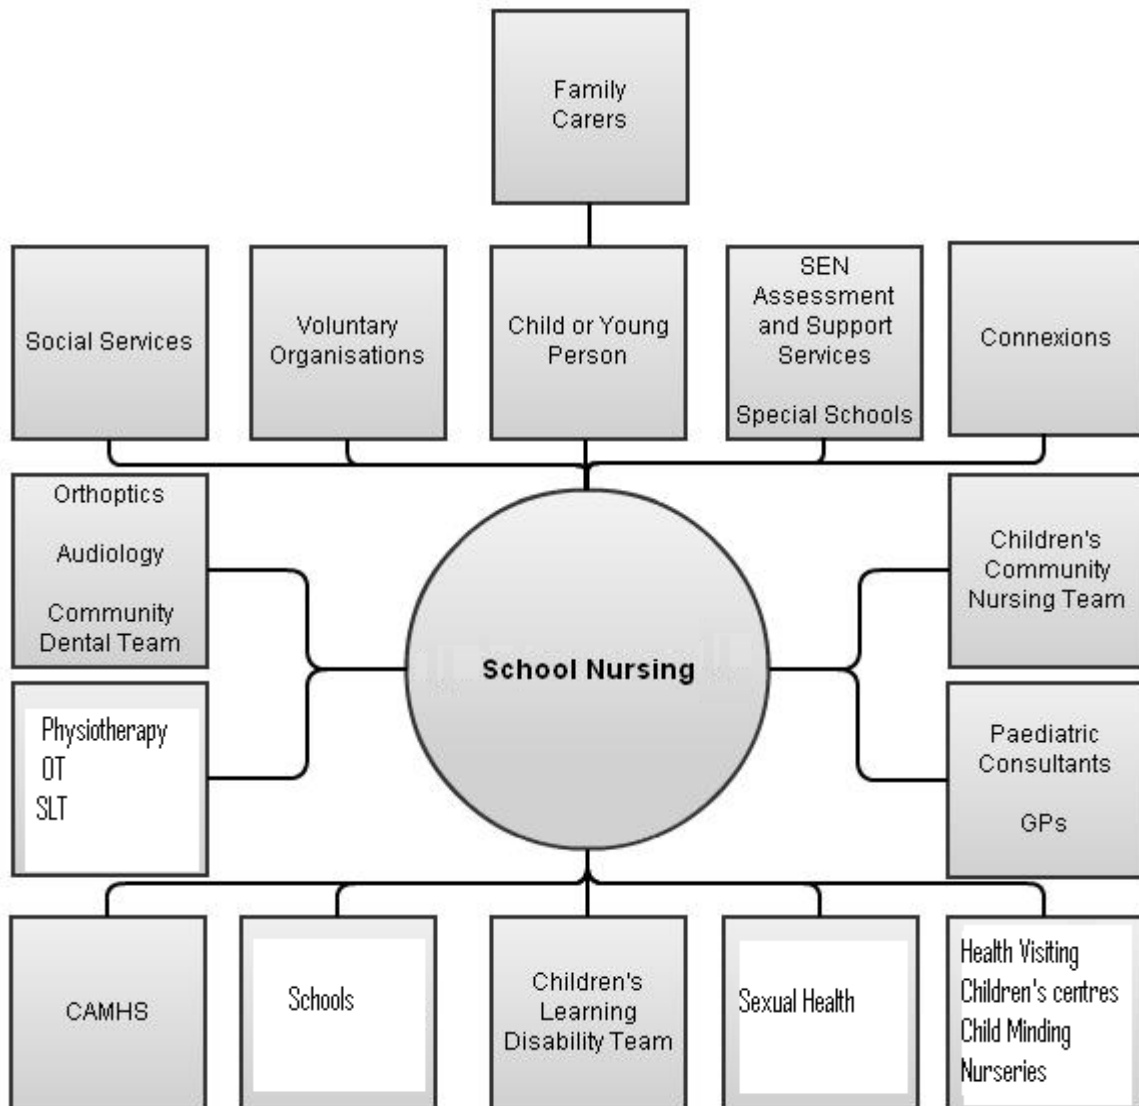 Family
Carers
Social Services
Voluntary
Organisations
Child or Young
Person
SEN
Assessment
and Support
Services
Special Schools
Connexions
Orthoptics
Audiology
Community
Dental Team
Children's
Community
Nursing Team
School Nursing
Physiotherapy
OT
SLT
Paediatric
Consultants
GPs
CAMHS
Schools
Children's
Learning
Disability Team
Sexual Health
Health Visiting
Children's centres
Child Minding
Nurseries